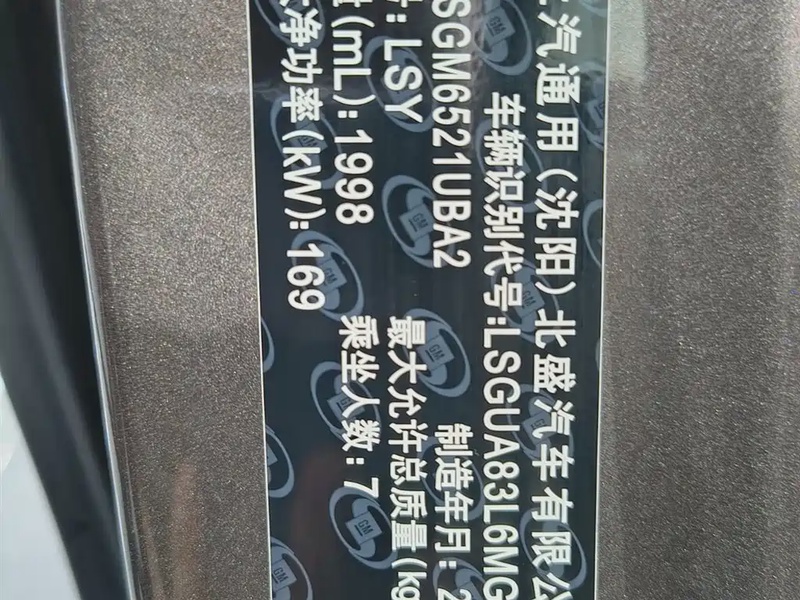 汽通用(沈阳)北盛汽车有限公
车辆识别代号:LSGUA83L6MG
SGM6521UBA2 制造年月:2
号: LSY 最大允许总质量(kg
(mL): 1998 乘坐人数: 7
净功率(kW): 169